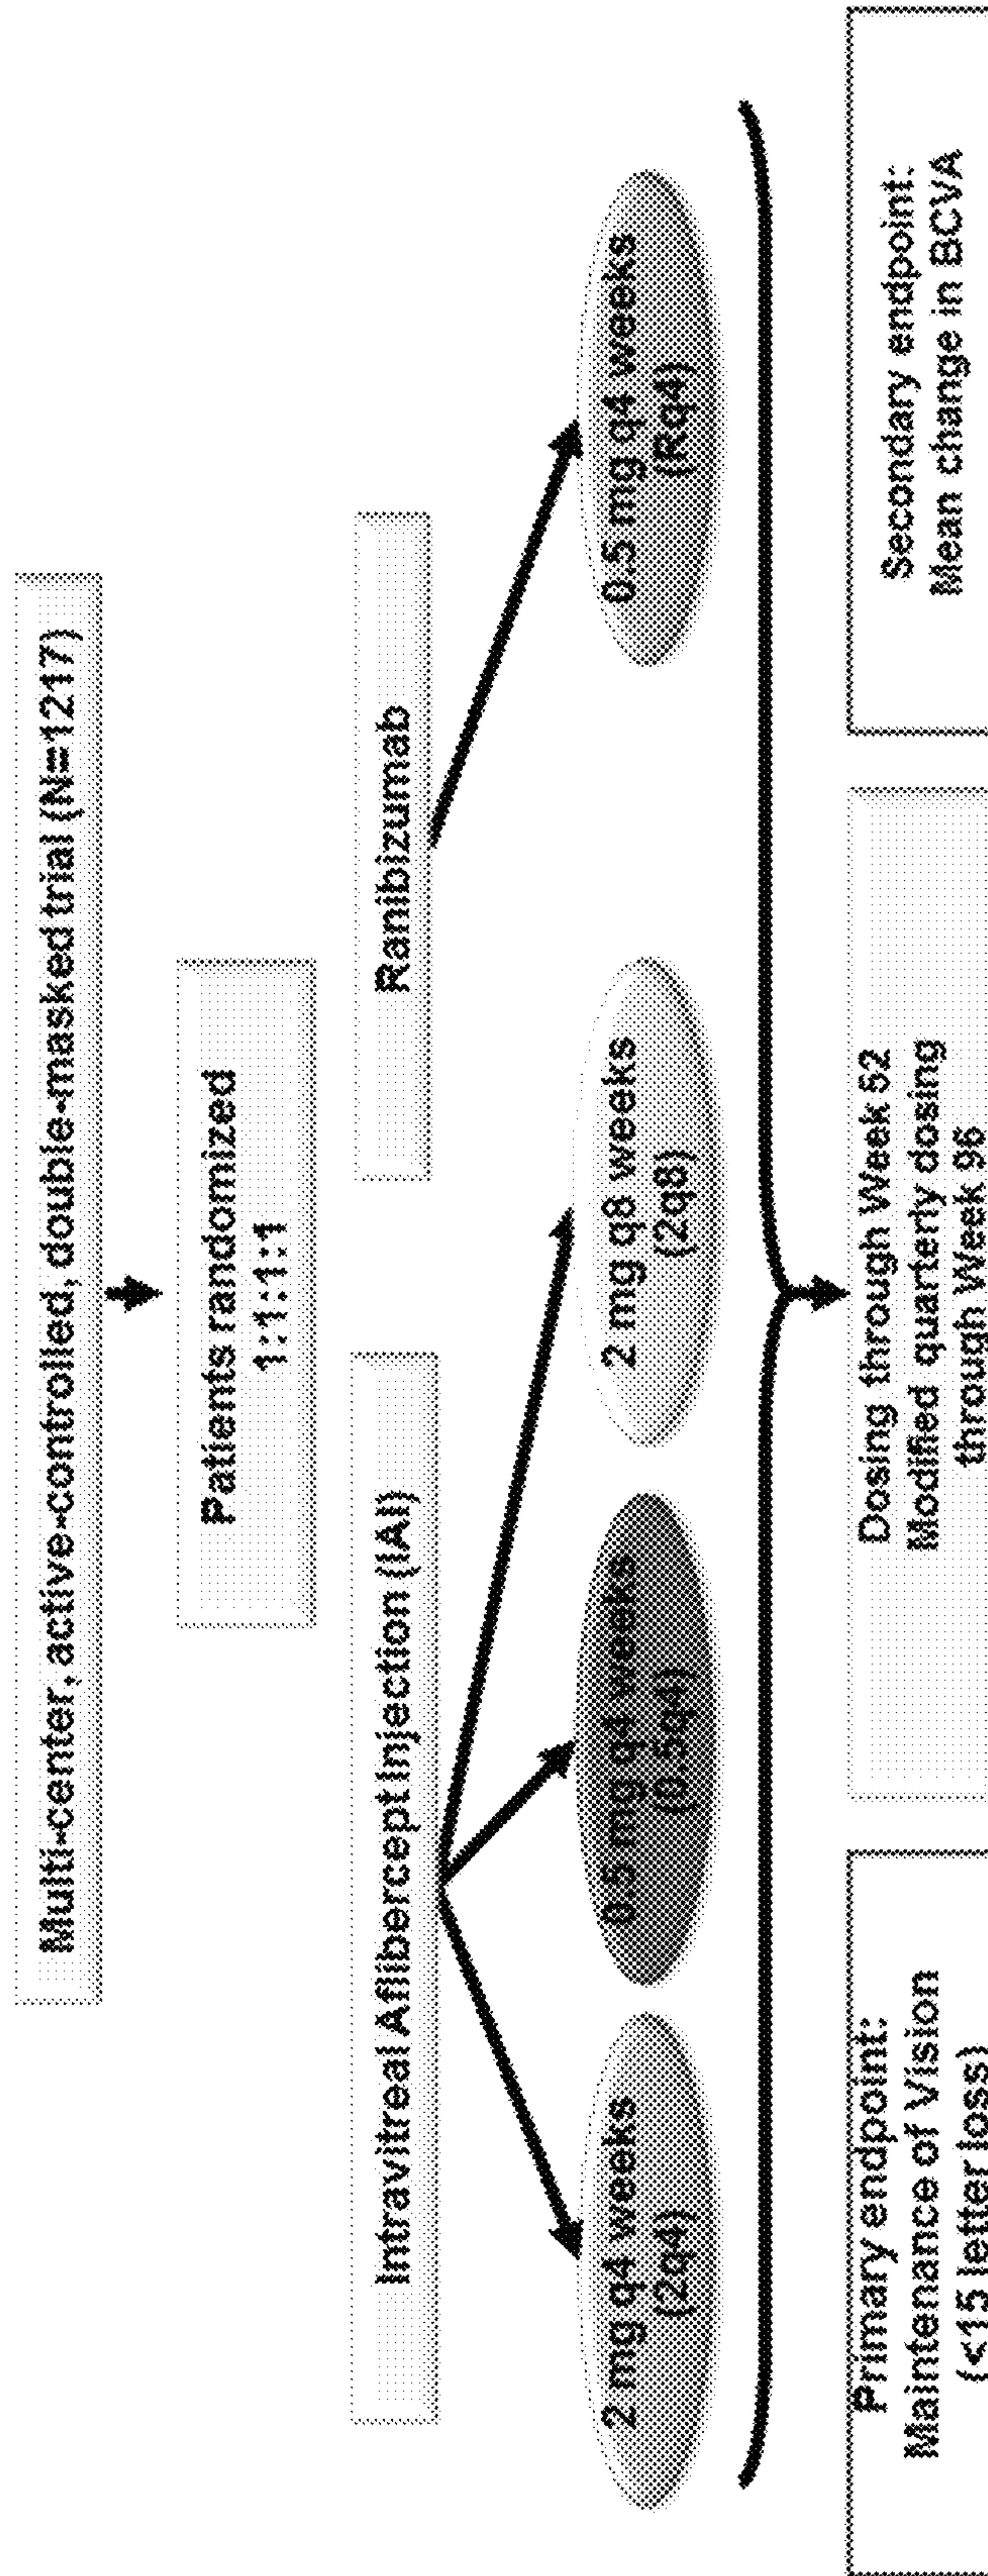 Multi-center, active-controlled, double-masked trial (N=1217)
Patients randomized
1:1:1:1
Intravitreal Aflibercept Injection (IAI)
Ranibizumab
2 mg q4 weeks
(2q4)
0.5 mg q4 weeks
(0.5q4)
2 mg q8 weeks
(2q8)
0.5 mg q4 weeks
(Rq4)
Primary endpoint:
Maintenance of Vision
(<15 letter loss)
Dosing through Week 52
Modified quarterly dosing
through Week 96
Secondary endpoint:
Mean change in BCVA